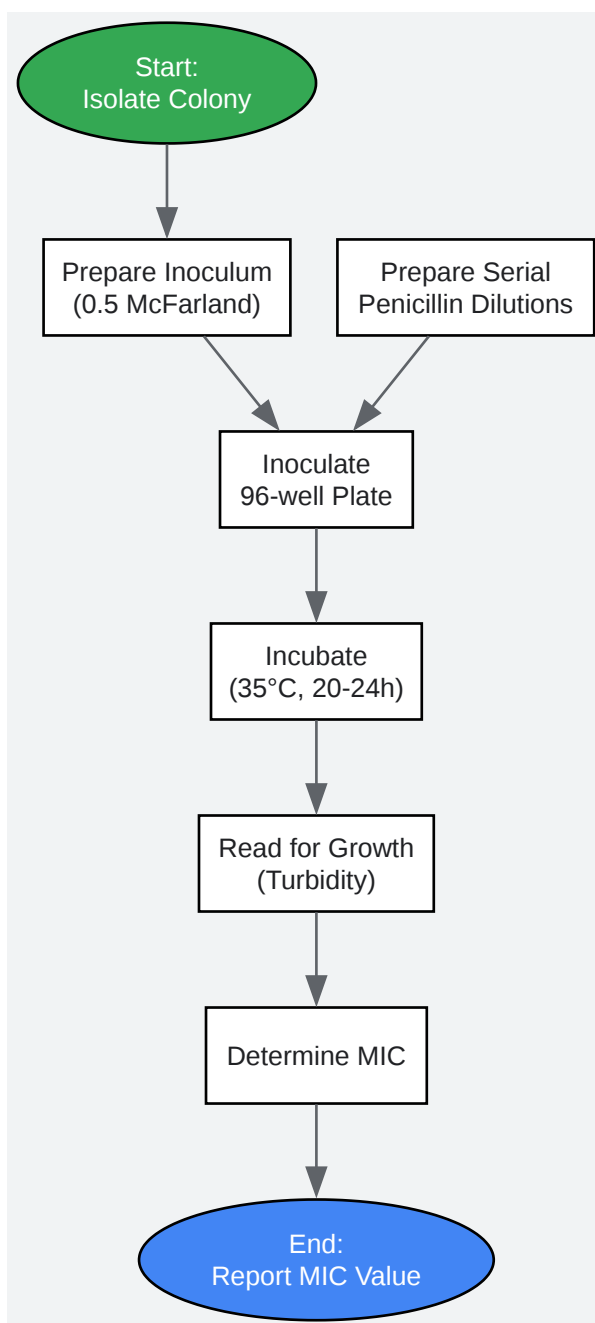 Start:
Isolate Colony
Prepare Inoculum
(0.5 McFarland)
Prepare Serial
Penicillin Dilutions
Inoculate
96-well Plate
Incubate
(35°C, 20-24h)
Read for Growth
(Turbidity)
Determine MIC
End:
Report MIC Value